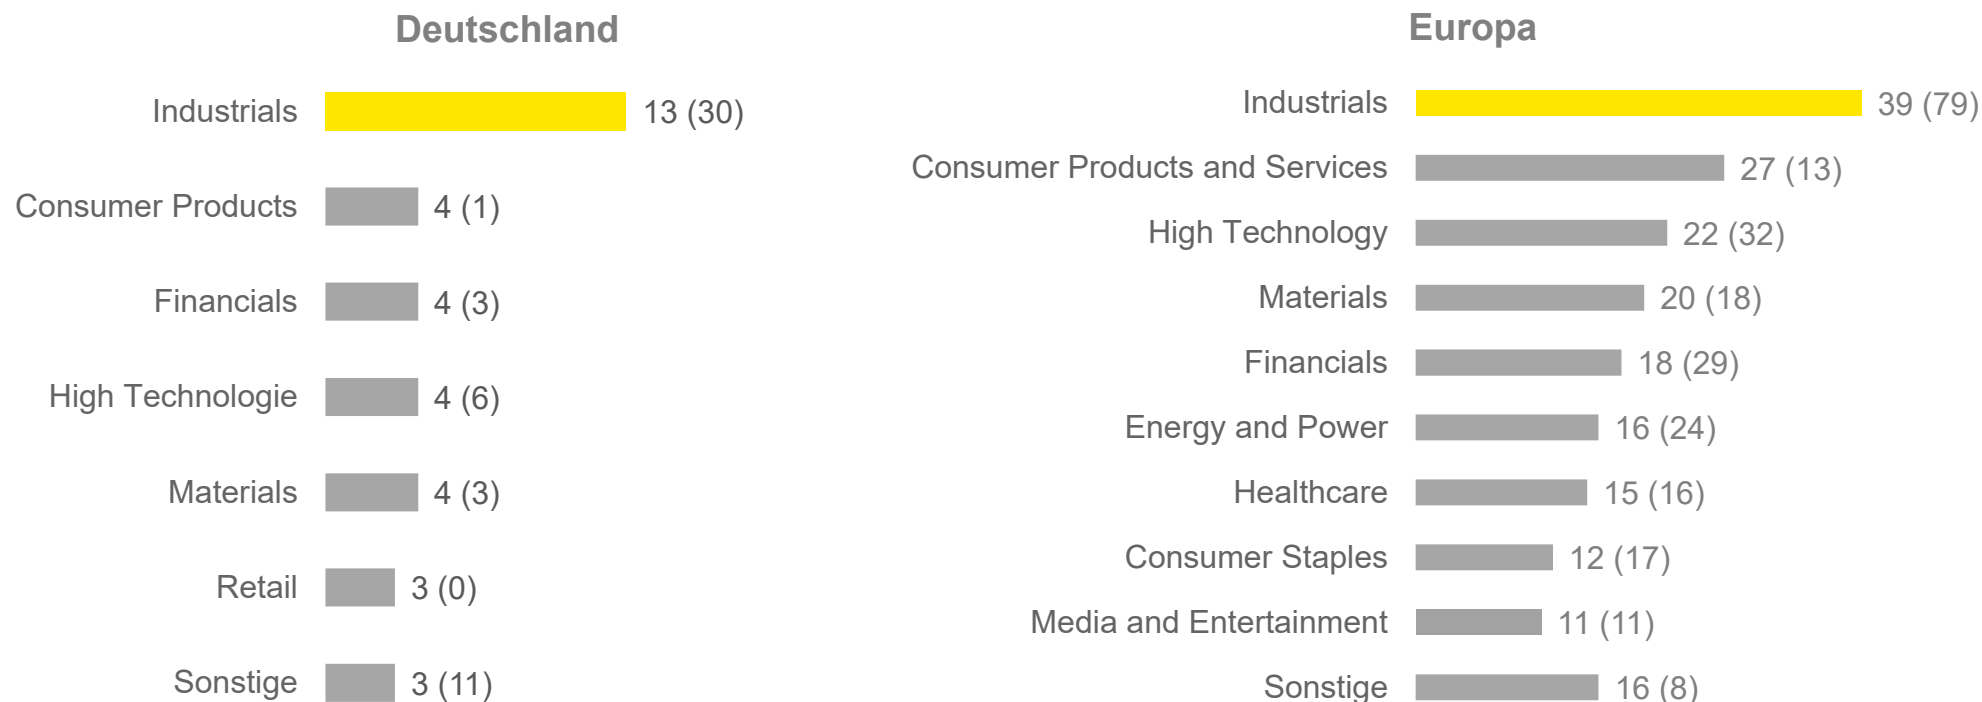 Deutschland
Industrials 13 (30)
Consumer Products 4 (1)
Financials 4 (3)
High Technologie 4 (6)
Materials 4 (3)
Retail 3 (0)
Sonstige 3 (11)
Europa
Industrials 39 (79)
Consumer Products and Services 27 (13)
High Technology 22 (32)
Materials 20 (18)
Financials 18 (29)
Energy and Power 16 (24)
Healthcare 15 (16)
Consumer Staples 12 (17)
Media and Entertainment 11 (11)
Sonstige 16 (8)